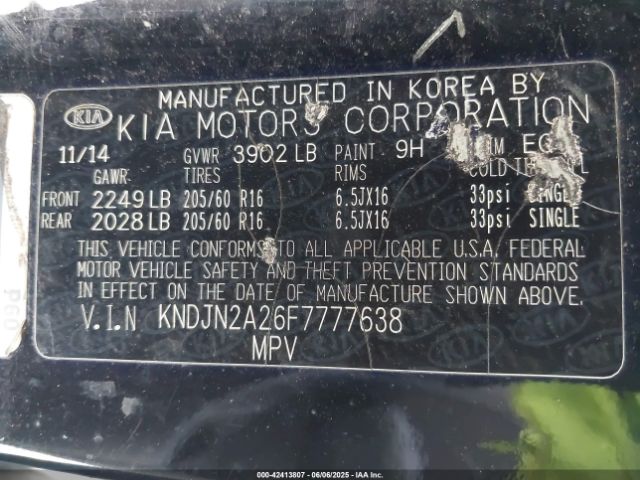 MANUFACTURED IN KOREA BY
KIA KIA MOTORS CORPORATION
11/14 GVWR 3902 LB PAINT 9H
GAWR TIRES RIMS
FRONT 2249 LB 205/60 R16 6.5JX16 33psi SINGLE
REAR 2028 LB 205/60 R16 6.5JX16 33psi SINGLE
THIS VEHICLE CONFORMS TO ALL APPLICABLE U.S.A. FEDERAL
MOTOR VEHICLE SAFETY AND THEFT PREVENTION STANDARDS
IN EFFECT ON THE DATE OF MANUFACTURE SHOWN ABOVE.
V.I.N KNDJN2A26F7777638
MPV
000-42413807 - 06/06/2025 - IAA Inc.